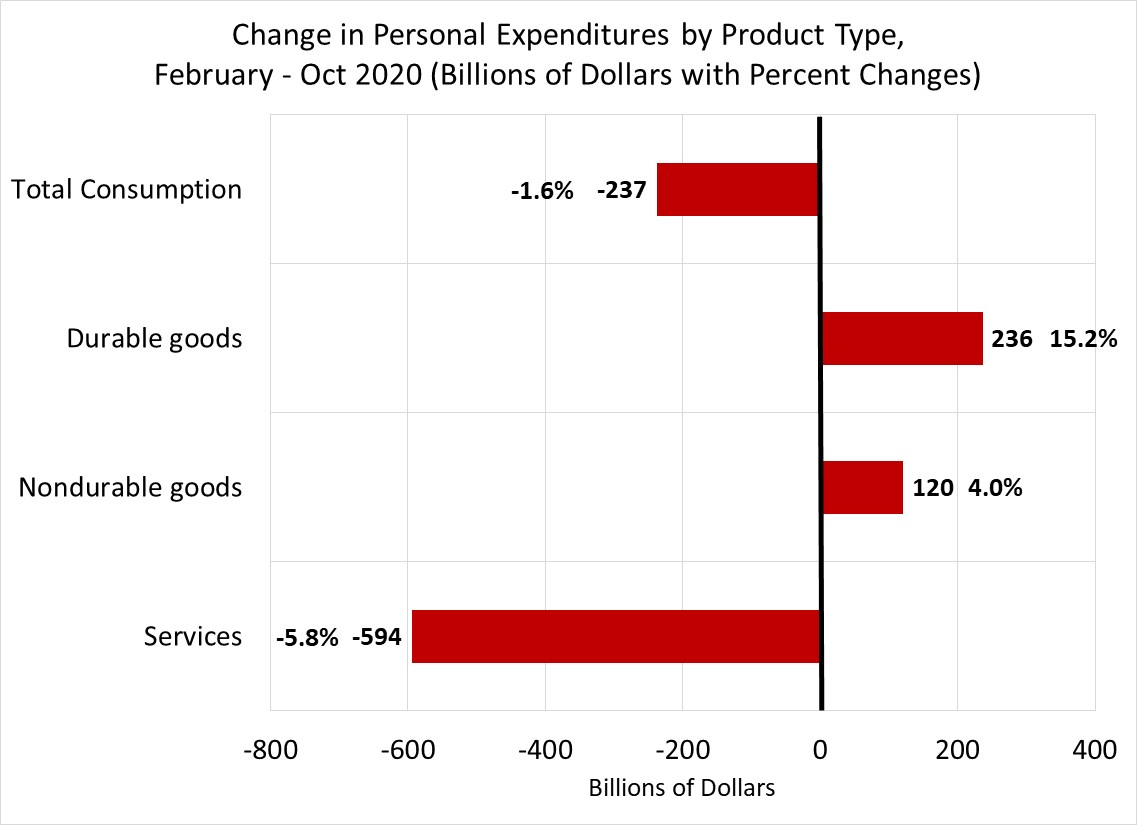 Change in Personal Expenditures by Product Type,
February - Oct 2020 (Billions of Dollars with Percent Changes)
Total Consumption -1.6% -237
Durable goods 236 15.2%
Nondurable goods 120 4.0%
Services -5.8% -594
-800 -600 -400 -200 0 200 400
Billions of Dollars